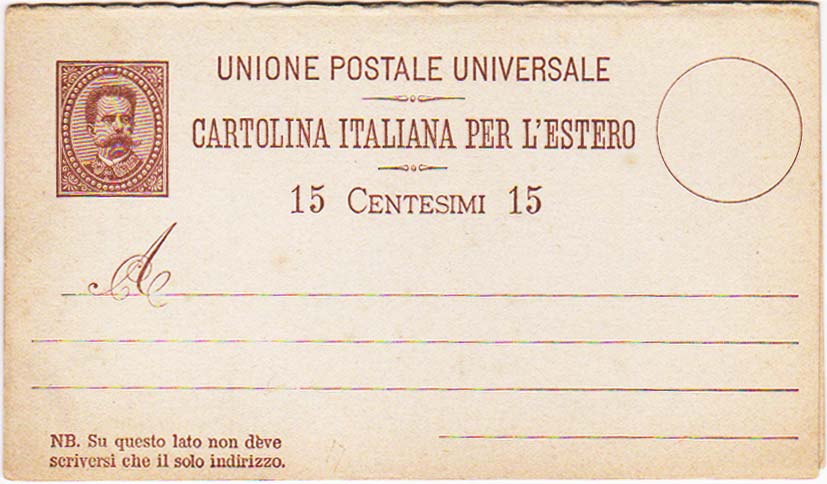 UNIONE POSTALE UNIVERSALE
CARTOLINA ITALIANA PER L'ESTERO
15 CENTESIMI 15
A
NB. Su questo lato non dève
scriversi che il solo indirizzo.